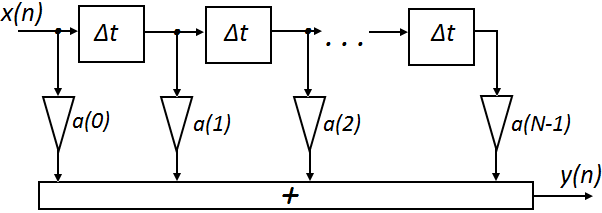 x(n)
Δt Δt . . . Δt
a(0) a(1) a(2) a(N-1)
y(n)
+